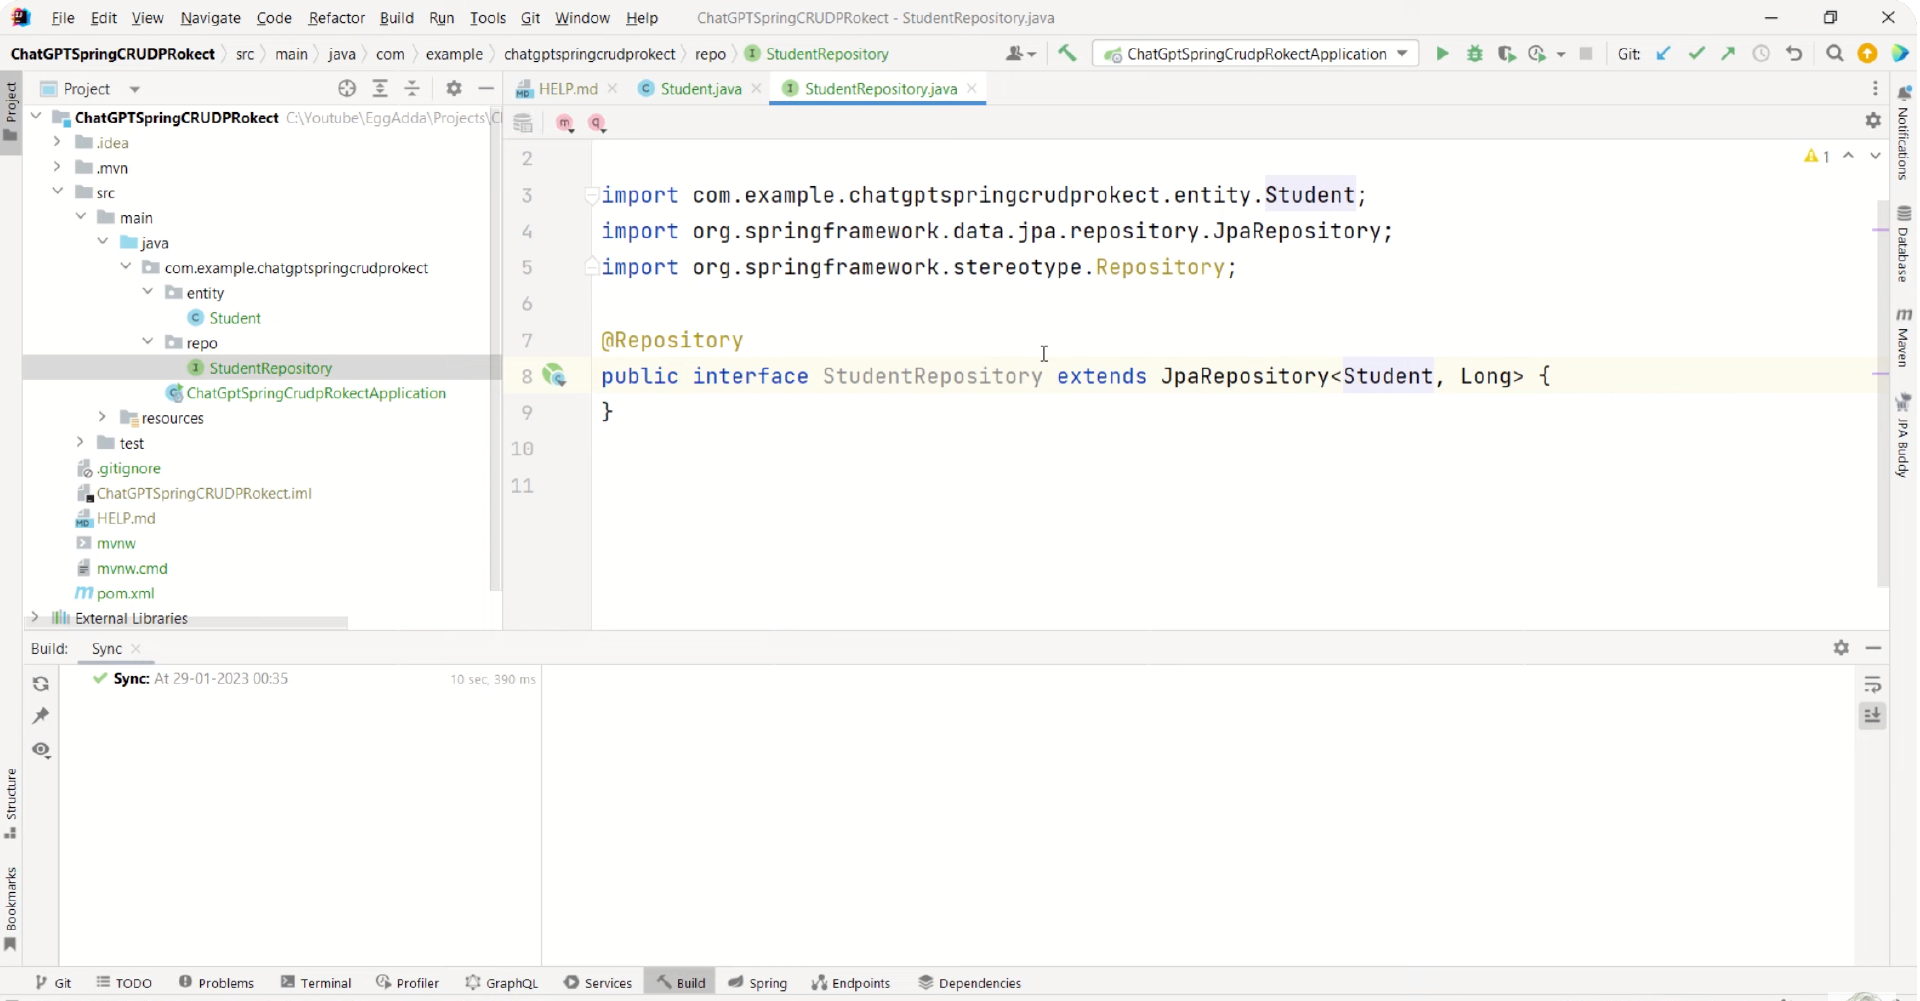 File Edit View Navigate Code Refactor Build Run Tools Git Window Help ChatGPTSpringCRUDPRokect - StudentRepository.java
ChatGPTSpringCRUDPRokect src main java com example chatgptspringcrudprokect repo StudentRepository ChatGptSpringCrudpRokectApplication Git:
Project
HELP.md Student.java StudentRepository.java
ChatGPTSpringCRUDPRokect C:\Youtube\EggAdda\Projects\
.idea
.mvn
src
main
java
com.example.chatgptspringcrudprokect
entity
Student
repo
StudentRepository
ChatGptSpringCrudpRokectApplication
resources
test
.gitignore
ChatGPTSpringCRUDPRokect.iml
HELP.md
mvnw
mvnw.cmd
pom.xml
External Libraries
1
2
3 import com.example.chatgptspringcrudprokect.entity.Student;
4 import org.springframework.data.jpa.repository.JpaRepository;
5 import org.springframework.stereotype.Repository;
6
7 @Repository
8 public interface StudentRepository extends JpaRepository<Student, Long> {
9 }
10
11
Project
Structure
Bookmarks
Notifications
Database
Maven
JPA Buddy
Build: Sync
Sync: At 29-01-2023 00:35 10 sec, 390 ms
Git TODO Problems Terminal Profiler GraphQL Services Build Spring Endpoints Dependencies